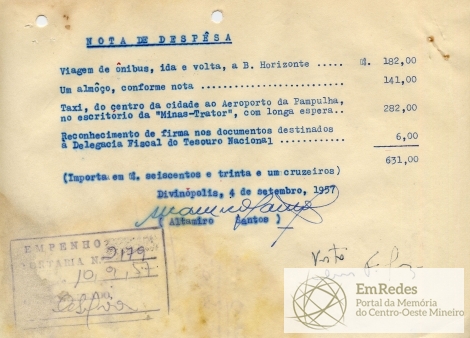 NOTA DE DESPÊSA
Viagem de ônibus, ida e volta, a B. Horizonte ..... ₢. 182,00
Um almôço, conforme nota ........................ 141,00
Taxi, do centro da cidade ao Aeroporto da Pampulha,
no escritorio da "Minas-Trator", com longa espera.. 282,00
Reconhecimento de firma nos documentos destinados
à Delegacia Fiscal do Tesouro Nacional ........... 6,00
631,00
(Importa em ₢, seiscentos e trinta e um cruzeiros)
Divinópolis, 4 de setembro, 1957
( Altamiro Santos )
EMPENHO
N. 2179
10, 9, 57
Visto
EmRedes
Portal da Memória
do Centro-Oeste Mineiro